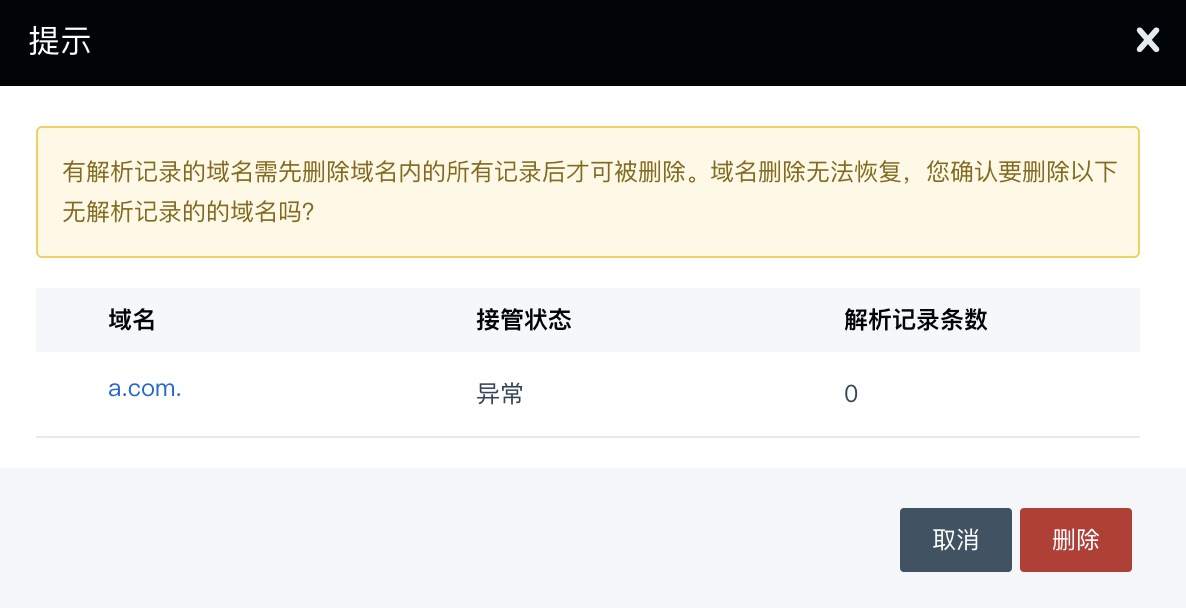 提示
有解析记录的域名需先删除域名内的所有记录后才可被删除。域名删除无法恢复，您确认要删除以下
无解析记录的的域名吗?
域名 接管状态 解析记录条数
a.com. 异常 0
取消 删除